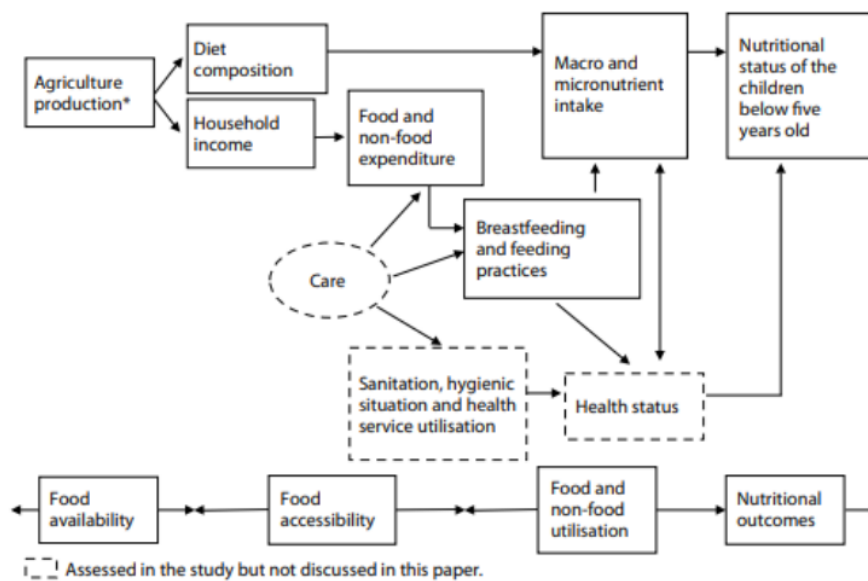 Diet
composition
Agriculture
production*
Household
income
Food and
non-food
expenditure
Macro and
micronutrient
intake
Nutritional
status of the
children
below five
years old
Breastfeeding
and feeding
practices
Care
Sanitation, hygienic
situation and health
service utilisation
Health status
Food
availability
Food
accessibility
Food and
non-food
utilisation
Nutritional
outcomes
Assessed in the study but not discussed in this paper.